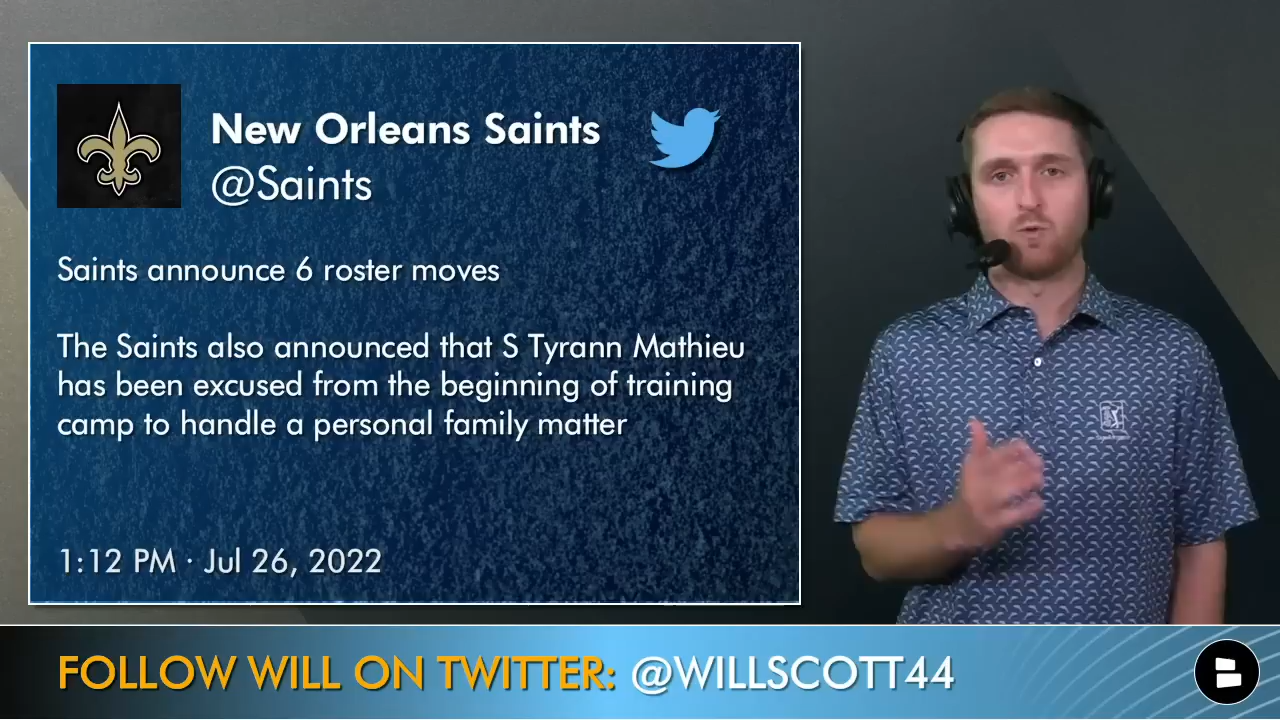 New Orleans Saints
@Saints
Saints announce 6 roster moves
The Saints also announced that S Tyrann Mathieu
has been excused from the beginning of training
camp to handle a personal family matter
1:12 PM · Jul 26, 2022
FOLLOW WILL ON TWITTER: @WILLSCOTT44